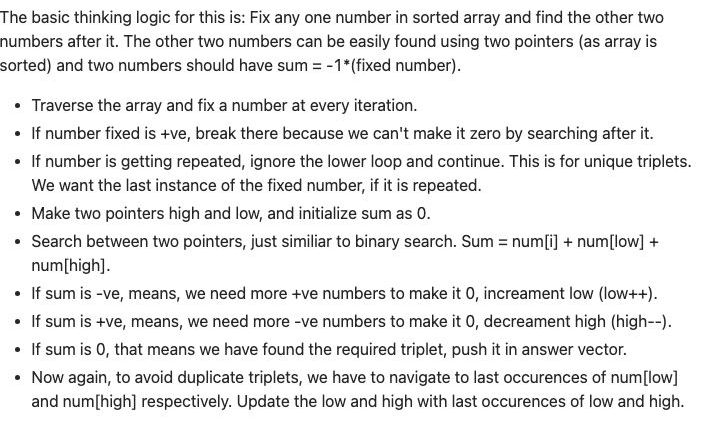 The basic thinking logic for this is: Fix any one number in sorted array and find the other two
numbers after it. The other two numbers can be easily found using two pointers (as array is
sorted) and two numbers should have sum = -1*(fixed number).
• Traverse the array and fix a number at every iteration.
• If number fixed is +ve, break there because we can't make it zero by searching after it.
• If number is getting repeated, ignore the lower loop and continue. This is for unique triplets.
We want the last instance of the fixed number, if it is repeated.
• Make two pointers high and low, and initialize sum as 0.
• Search between two pointers, just similiar to binary search. Sum = num[i] + num[low] +
num[high].
• If sum is -ve, means, we need more +ve numbers to make it 0, increament low (low++).
• If sum is +ve, means, we need more -ve numbers to make it 0, decreament high (high--).
• If sum is 0, that means we have found the required triplet, push it in answer vector.
• Now again, to avoid duplicate triplets, we have to navigate to last occurences of num[low]
and num[high] respectively. Update the low and high with last occurences of low and high.